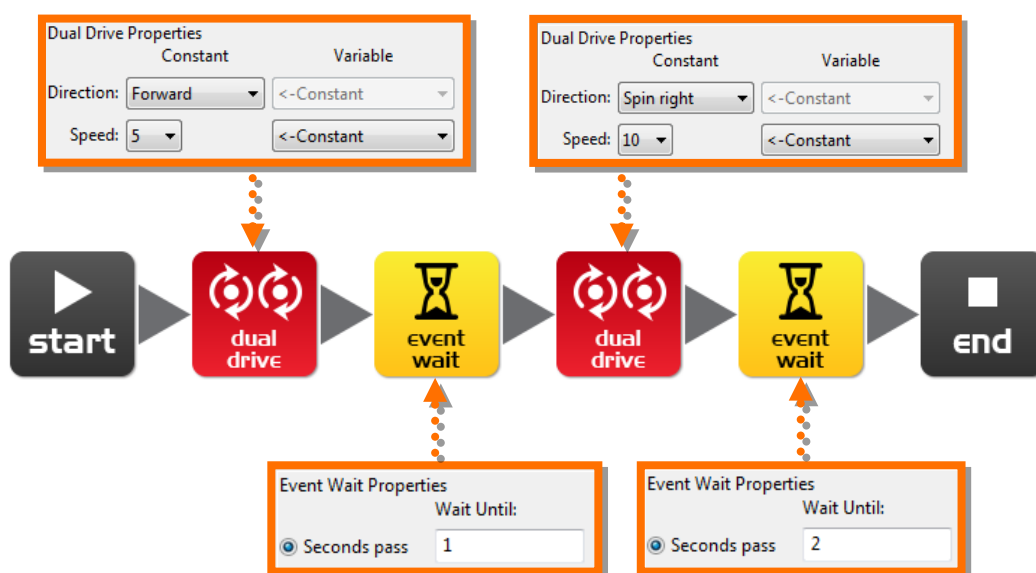 Dual Drive Properties
Constant Variable
Direction: Forward <-Constant
Speed: 5 <-Constant
Dual Drive Properties
Constant Variable
Direction: Spin right <-Constant
Speed: 10 <-Constant
start
dual
drive
event
wait
dual
drive
event
wait
end
Event Wait Properties
Wait Until:
Seconds pass 1
Event Wait Properties
Wait Until:
Seconds pass 2